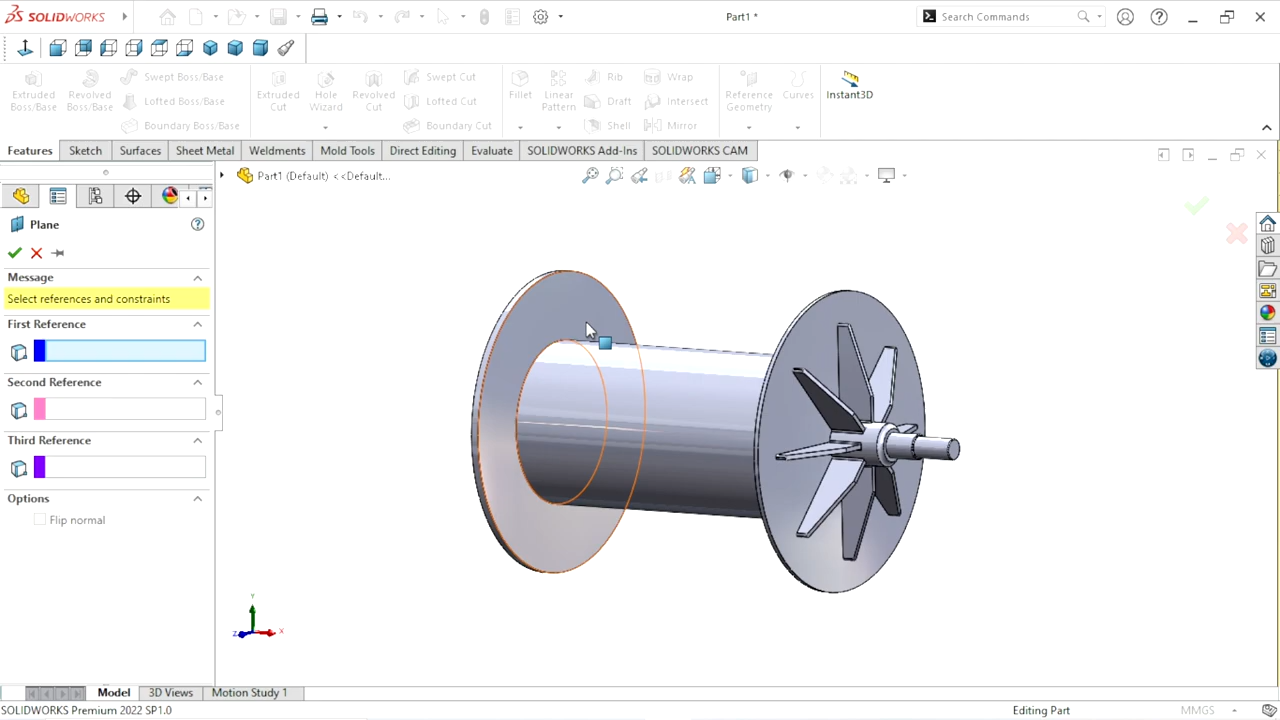 SOLIDWORKS
Part1 *
Search Commands
Extruded Boss/Base
Revolved Boss/Base
Swept Boss/Base
Lofted Boss/Base
Boundary Boss/Base
Extruded Cut
Hole Wizard
Revolved Cut
Swept Cut
Lofted Cut
Boundary Cut
Fillet
Linear Pattern
Rib
Draft
Shell
Wrap
Intersect
Mirror
Reference Geometry
Curves
Instant3D
Features
Sketch
Surfaces
Sheet Metal
Weldments
Mold Tools
Direct Editing
Evaluate
SOLIDWORKS Add-Ins
SOLIDWORKS CAM
Part1 (Default) <<Default...
Plane
Message
Select references and constraints
First Reference
Second Reference
Third Reference
Options
Flip normal
Y
Z
X
Model
3D Views
Motion Study 1
SOLIDWORKS Premium 2022 SP1.0
Editing Part
MMGS